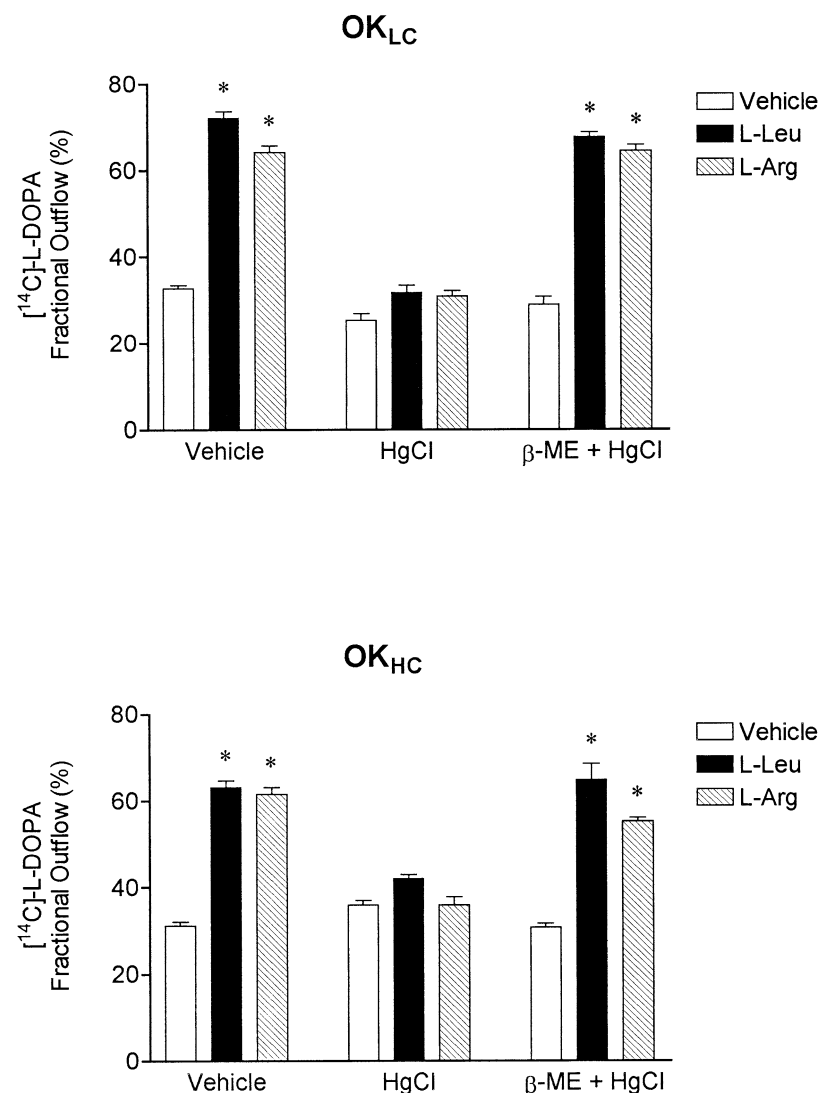 OKLC
80
60
40
20
0
[14C]-L-DOPA
Fractional Outflow (%)
*
*
*
*
Vehicle
L-Leu
L-Arg
Vehicle
HgCl
β-ME + HgCl
OKHC
80
60
40
20
0
[14C]-L-DOPA
Fractional Outflow (%)
*
*
*
*
Vehicle
L-Leu
L-Arg
Vehicle
HgCl
β-ME + HgCl